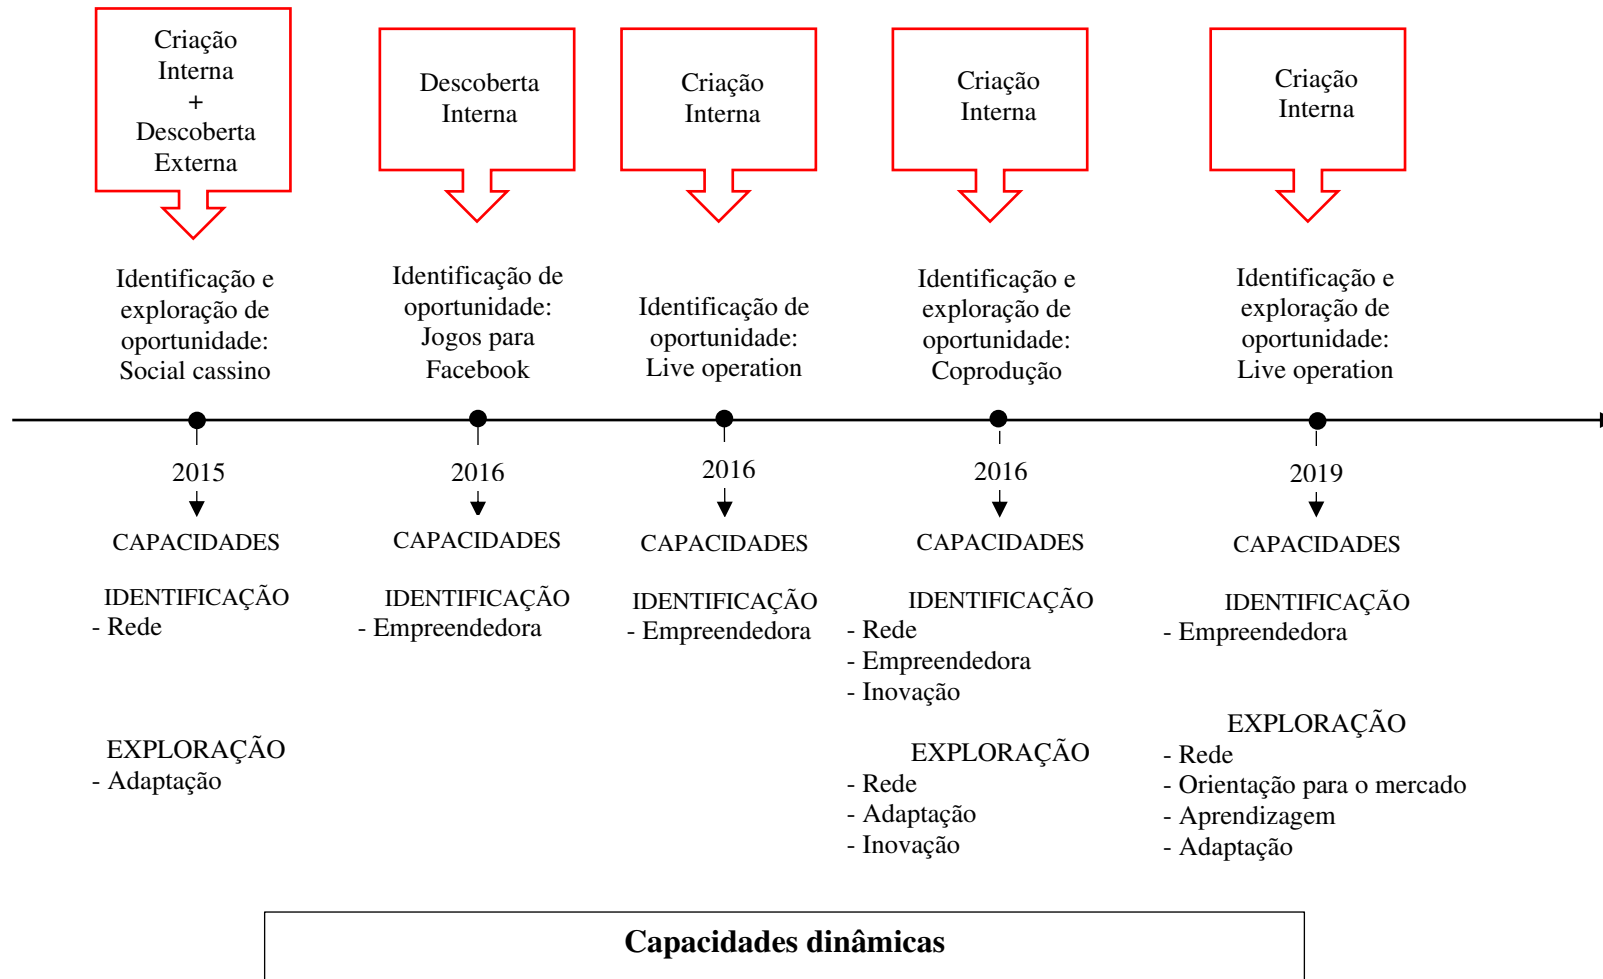 Criação
Interna
+
Descoberta
Externa
Descoberta
Interna
Criação
Interna
Criação
Interna
Criação
Interna
Identificação e
exploração de
oportunidade:
Social cassino
Identificação de
oportunidade:
Jogos para
Facebook
Identificação de
oportunidade:
Live operation
Identificação e
exploração de
oportunidade:
Coprodução
Identificação e
exploração de
oportunidade:
Live operation
2015
2016
2016
2016
2019
CAPACIDADES
IDENTIFICAÇÃO
- Rede
EXPLORAÇÃO
- Adaptação
CAPACIDADES
IDENTIFICAÇÃO
- Empreendedora
CAPACIDADES
IDENTIFICAÇÃO
- Empreendedora
CAPACIDADES
IDENTIFICAÇÃO
- Rede
- Empreendedora
- Inovação
EXPLORAÇÃO
- Rede
- Adaptação
- Inovação
CAPACIDADES
IDENTIFICAÇÃO
- Empreendedora
EXPLORAÇÃO
- Rede
- Orientação para o mercado
- Aprendizagem
- Adaptação
Capacidades dinâmicas